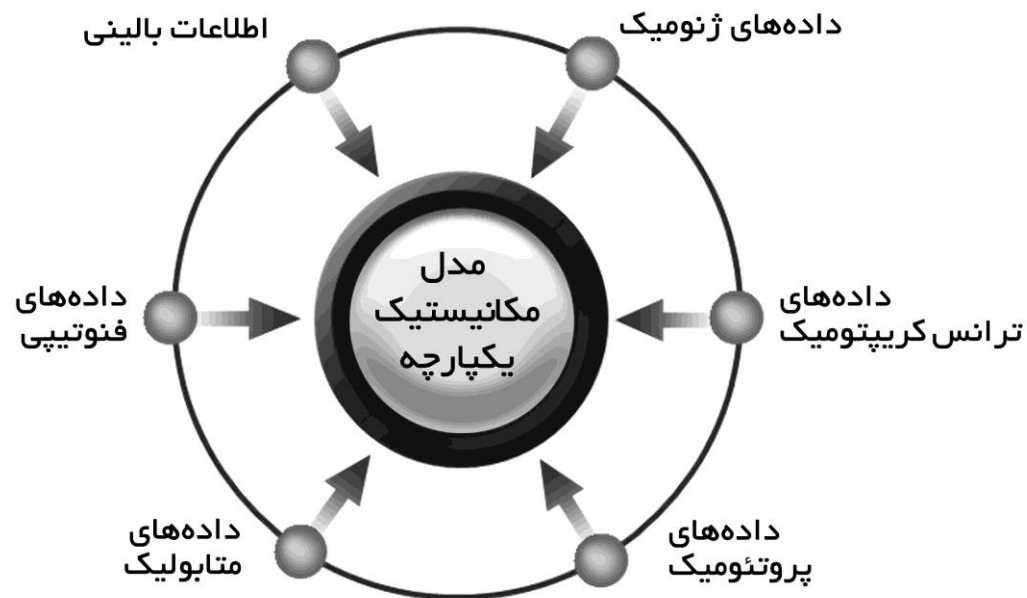 داده‌های ژنومیک
اطلاعات بالینی
مدل
مکانیستیک
یکپارچه
داده‌های
ترانس کریپتومیک
داده‌های
فنوتیپی
داده‌های
پروتئومیک
داده‌های
متابولیک